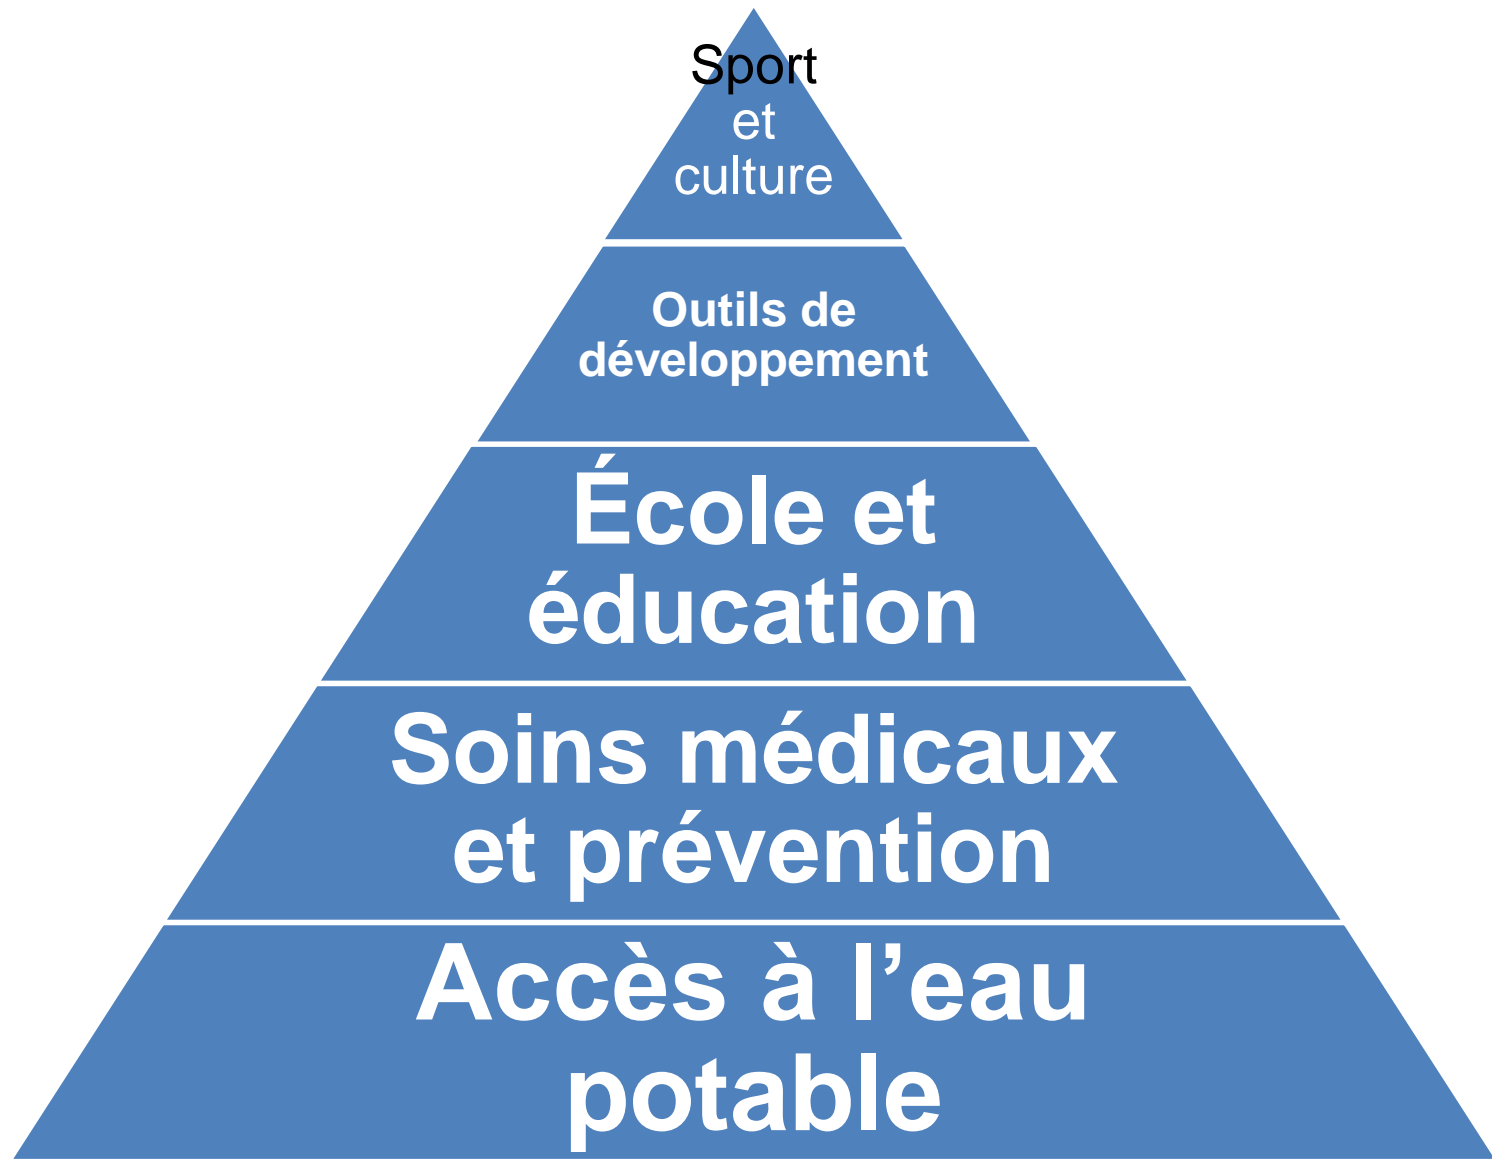 Sport
et
culture
Outils de
développement
École et
éducation
Soins médicaux
et prévention
Accès à l’eau
potable